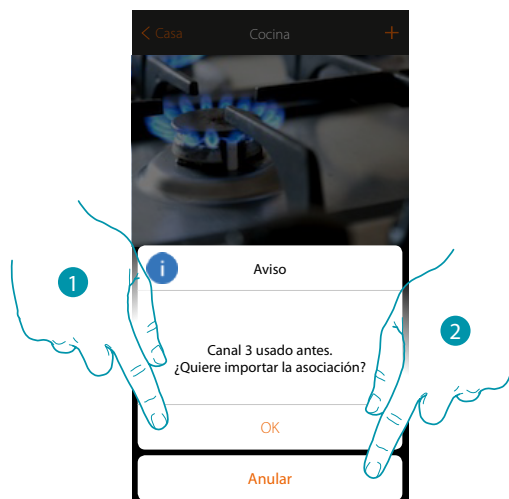 < Casa Cocina +
i Aviso
1
2
Canal 3 usado antes.
¿Quiere importar la asociación?
OK
Anular